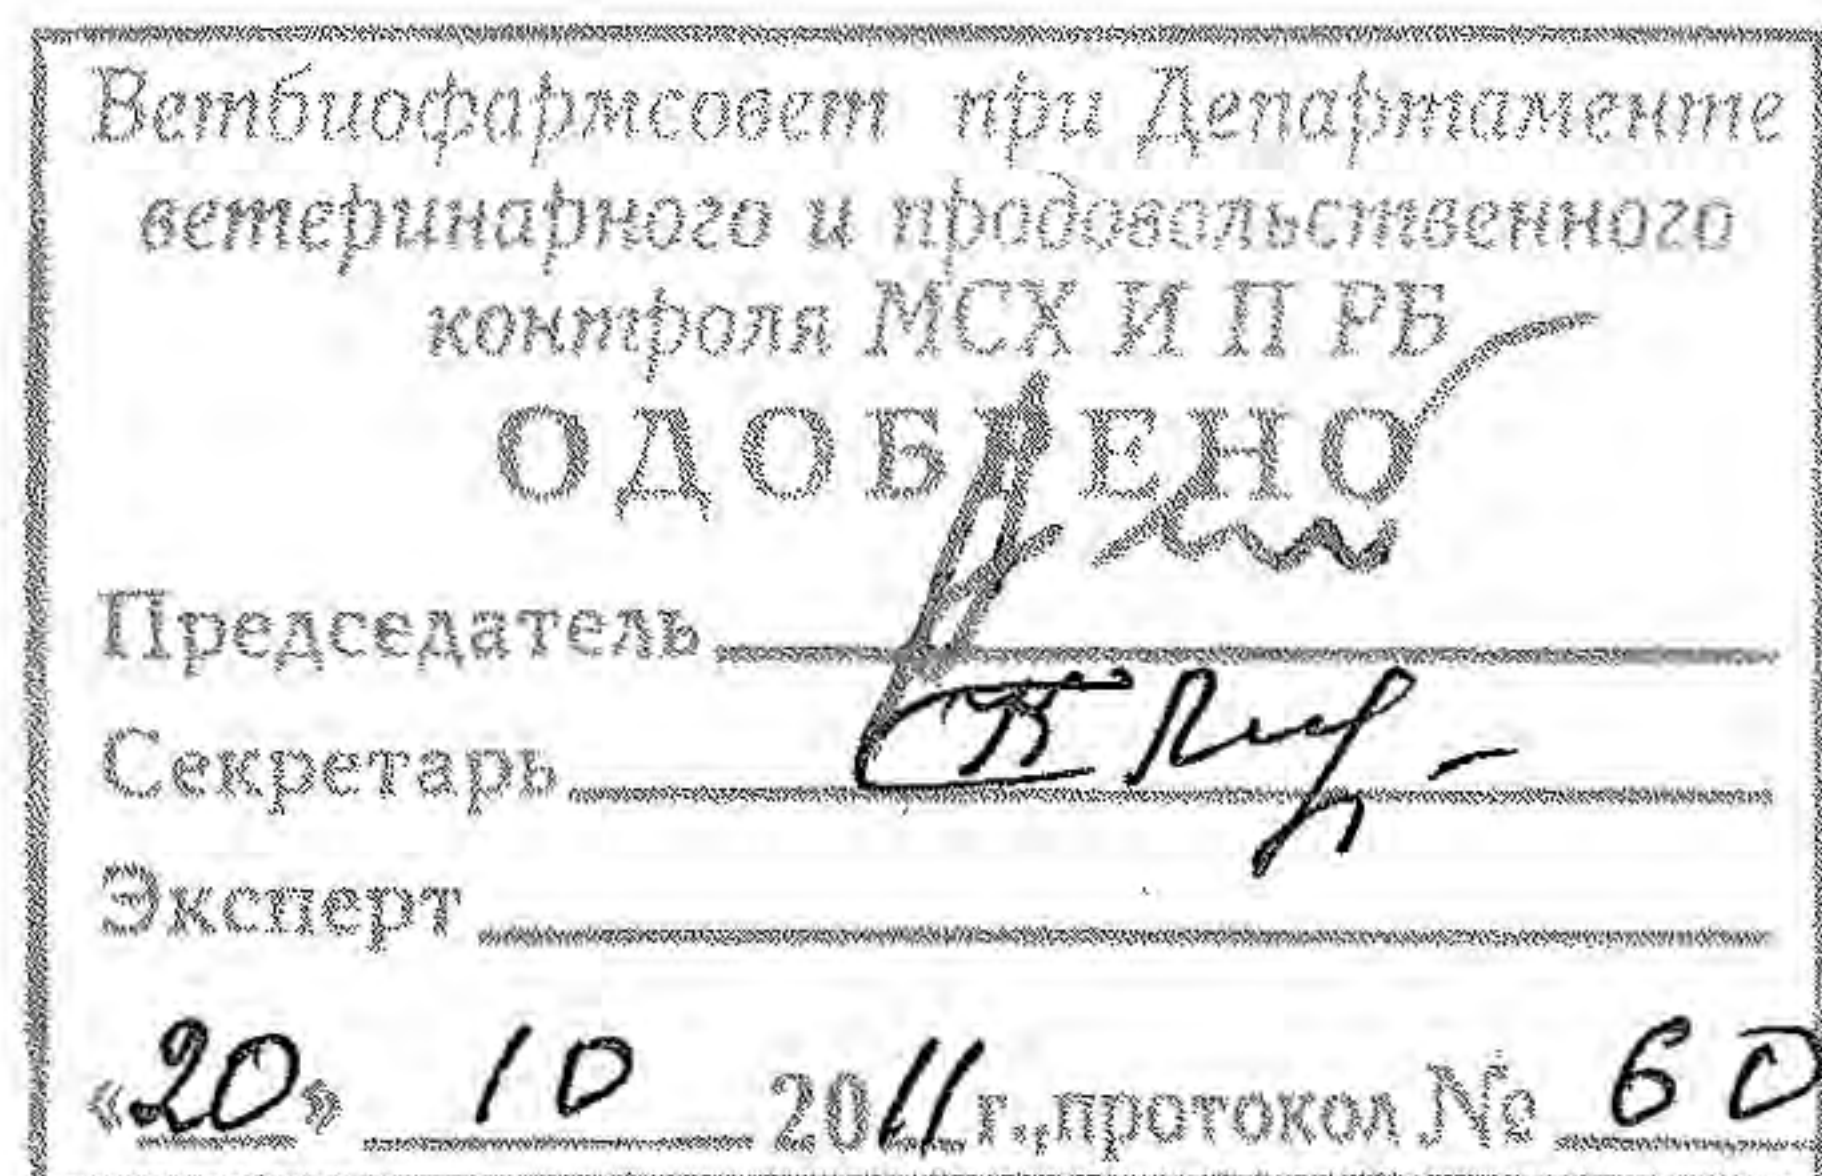 Ветбиофармсовет при Департаменте
ветеринарного и продовольственного
контроля МСХ И П РБ
ОДОБРЕНО
Председатель
Секретарь
Эксперт
«20» 10 2011 г., протокол № 60